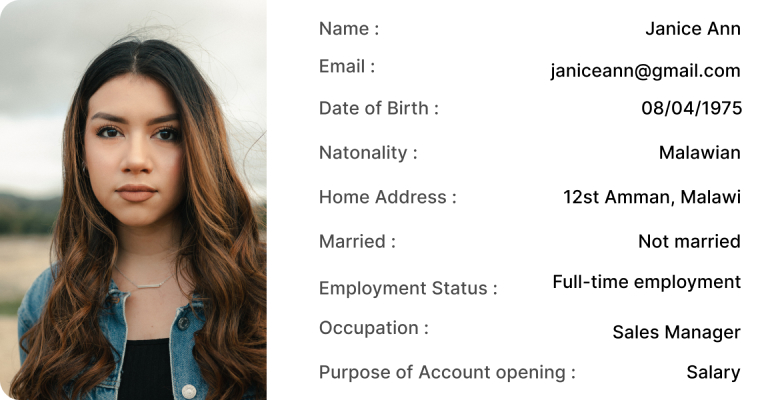 Name : Janice Ann
Email : janiceann@gmail.com
Date of Birth : 08/04/1975
Natonality : Malawian
Home Address : 12st Amman, Malawi
Married : Not married
Employment Status : Full-time employment
Occupation : Sales Manager
Purpose of Account opening : Salary